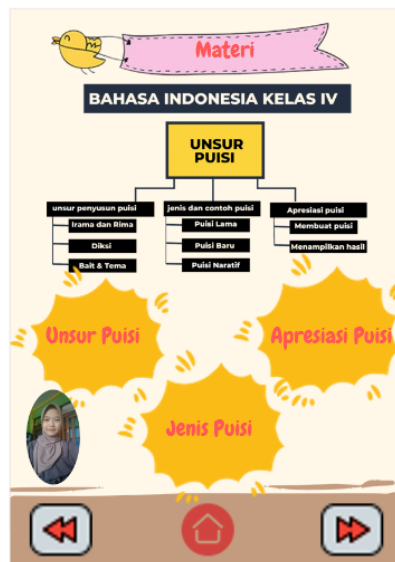 Materi
BAHASA INDONESIA KELAS IV
UNSUR
PUISI
unsur penyusun puisi
Irama dan Rima
Diksi
Bait & Tema
jenis dan contoh puisi
Puisi Lama
Puisi Baru
Puisi Naratif
Apresiasi puisi
Membuat puisi
Menampilkan hasil
Unsur Puisi
Apresiasi Puisi
Jenis Puisi